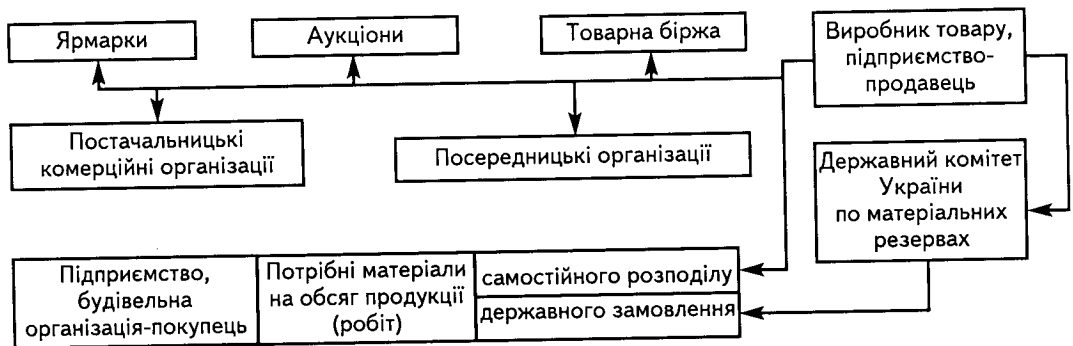 Ярмарки
Аукціони
Товарна біржа
Виробник товару,
підприємство-
продавець
Постачальницькі
комерційні організації
Посередницькі організації
Державний комітет
України
по матеріальних
резервах
Підприємство,
будівельна
організація-покупець
Потрібні матеріали
на обсяг продукції
(робіт)
самостійного розподілу
державного замовлення